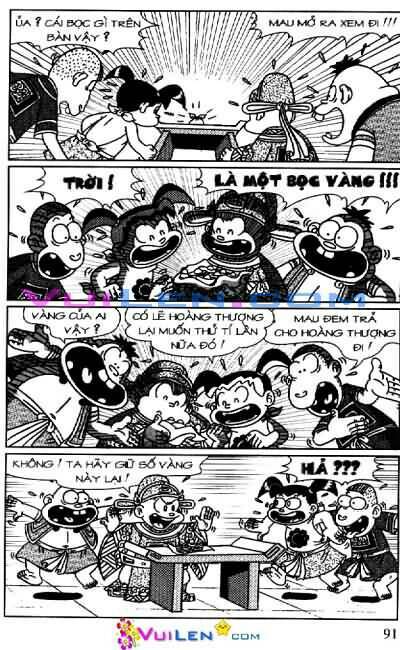 ỦA ? CÁI BỌC GÌ TRÊN
BÀN VẬY ?
MAU MỞ RA XEM ĐI !!!
TRỜI !
LÀ MỘT BỌC VÀNG !!!
VUILEN.COM
VÀNG CỦA AI
VẬY ?
CÓ LẼ HOÀNG THƯỢNG
LẠI MUỐN THỬ TÍ LẦN
NỮA ĐÓ !
MAU ĐEM TRẢ
CHO HOÀNG THƯỢNG
ĐI !
KHÔNG ! TA HÃY GIỮ SỐ VÀNG
NÀY LẠI !
HẢ ???
91
VUILEN.COM